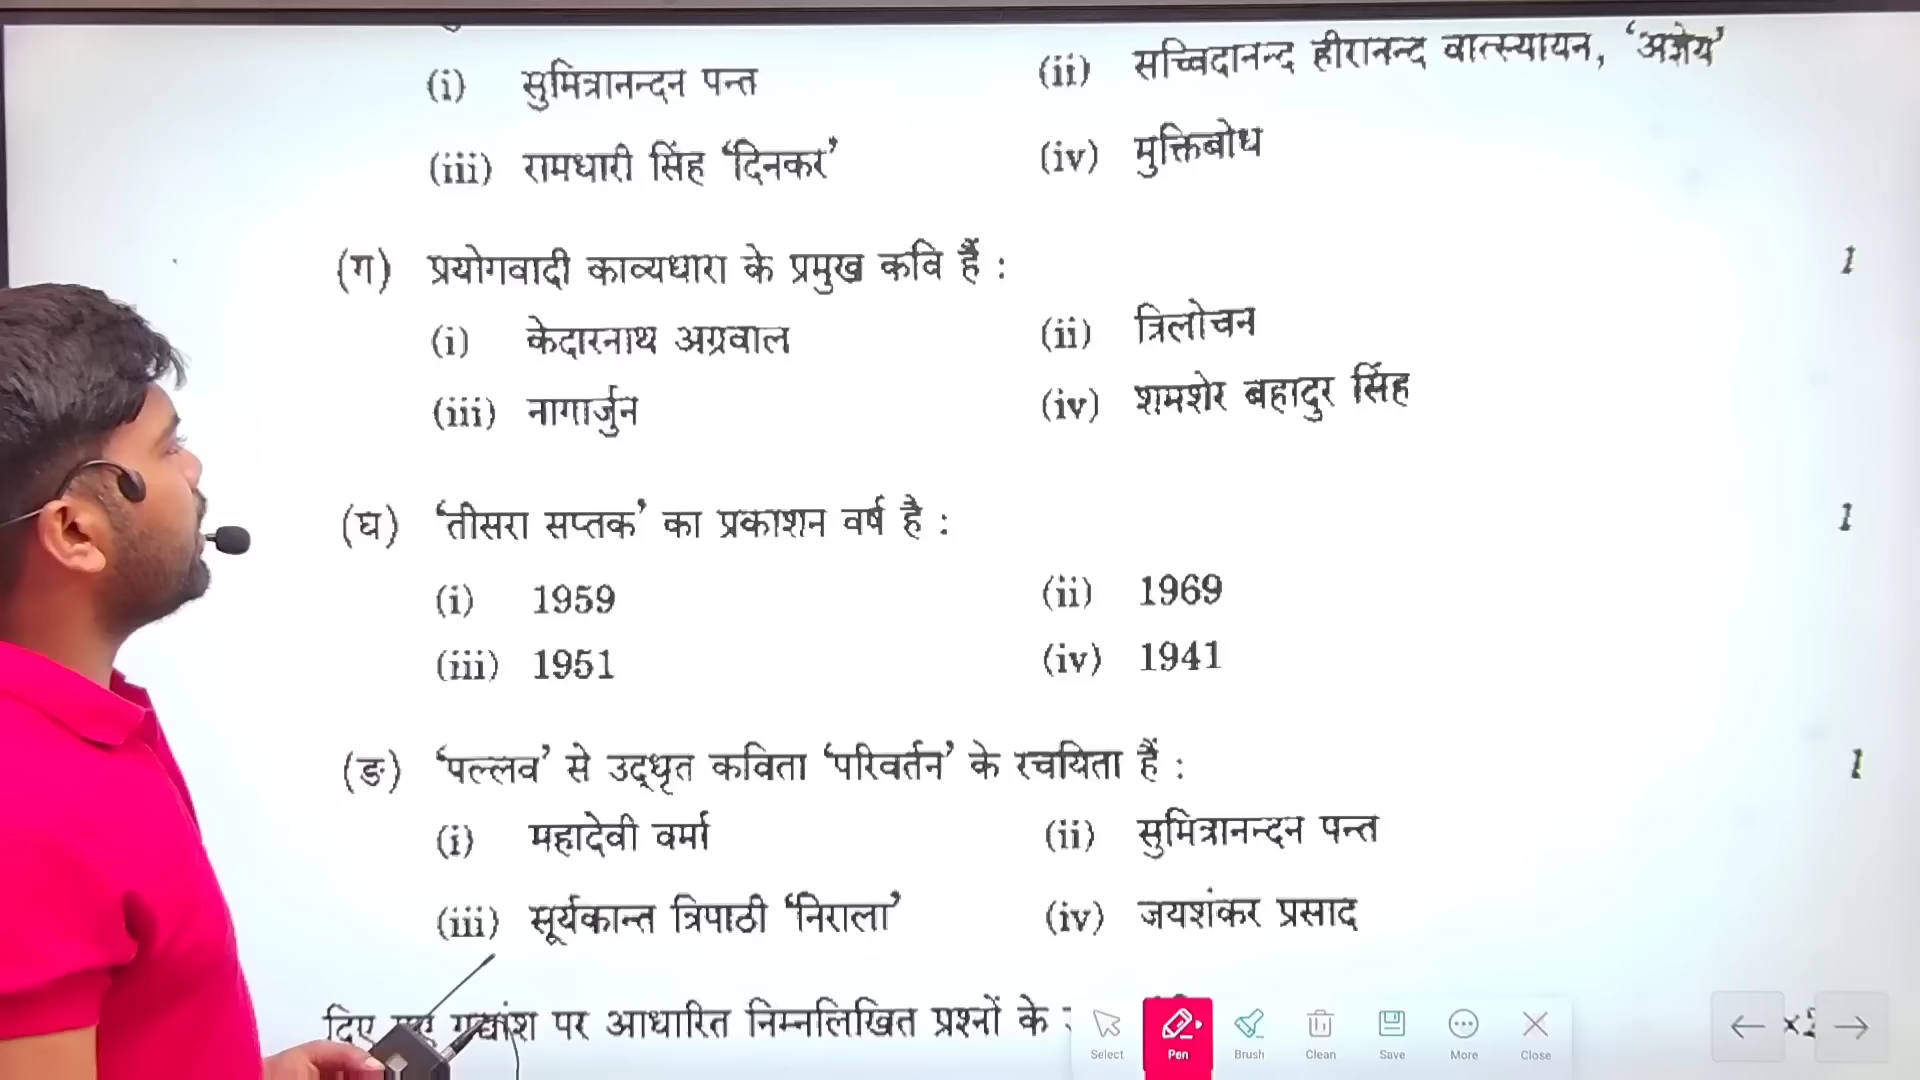 (i) सुमित्रानन्दन पन्त (ii) सच्चिदानन्द हीरानन्द वात्स्यायन, ‘अज्ञेय’
(iii) रामधारी सिंह ‘दिनकर’ (iv) मुक्तिबोध
(ग) प्रयोगवादी काव्यधारा के प्रमुख कवि हैं : 1
(i) केदारनाथ अग्रवाल (ii) त्रिलोचन
(iii) नागार्जुन (iv) शमशेर बहादुर सिंह
(घ) ‘तीसरा सप्तक’ का प्रकाशन वर्ष है : 1
(i) 1959 (ii) 1969
(iii) 1951 (iv) 1941
(ङ) ‘पल्लव’ से उद्धृत कविता ‘परिवर्तन’ के रचयिता हैं : 1
(i) महादेवी वर्मा (ii) सुमित्रानन्दन पन्त
(iii) सूर्यकान्त त्रिपाठी ‘निराला’ (iv) जयशंकर प्रसाद
दिए गद्यांश पर आधारित निम्नलिखित प्रश्नों के
Select Pen Brush Clean Save More Close